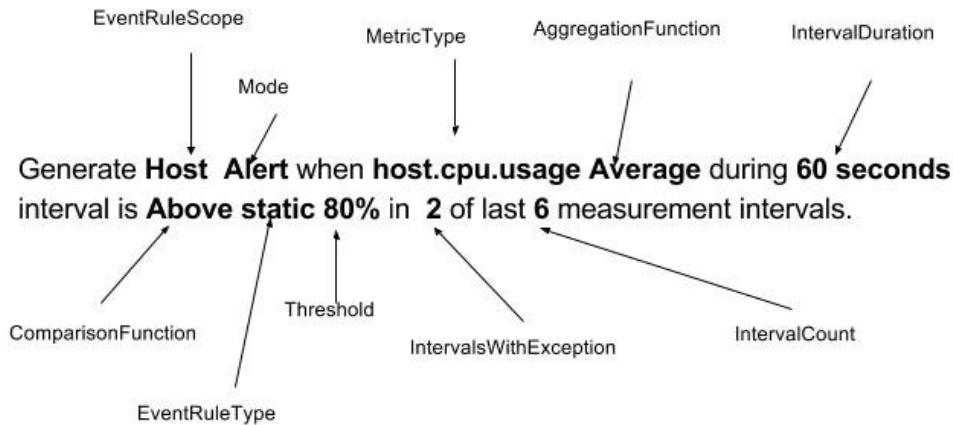 EventRuleScope
MetricType
AggregationFunction
IntervalDuration
Mode
Generate Host Alert when host.cpu.usage Average during 60 seconds
interval is Above static 80% in 2 of last 6 measurement intervals.
Threshold
ComparisonFunction
IntervalsWithException
IntervalCount
EventRuleType